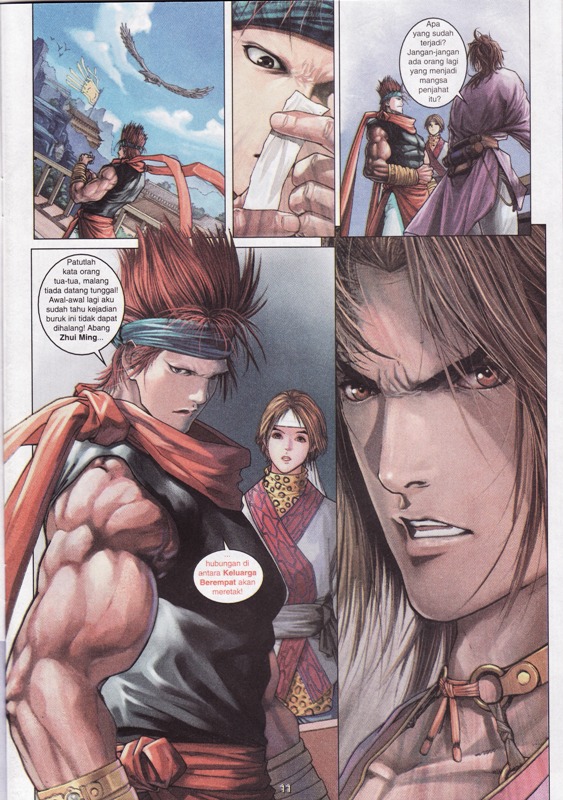 Apa
yang sudah
terjadi?
Jangan-jangan
ada orang lagi
yang menjadi
mangsa
penjahat
itu?
Patutlah
kata orang
tua-tua, malang
tiada datang tunggal!
Awal-awal lagi aku
sudah tahu kejadian
buruk ini tidak dapat
dihalang! Abang
Zhui Ming...
...
hubungan di
antara Keluarga
Berempat akan
meretak!
11